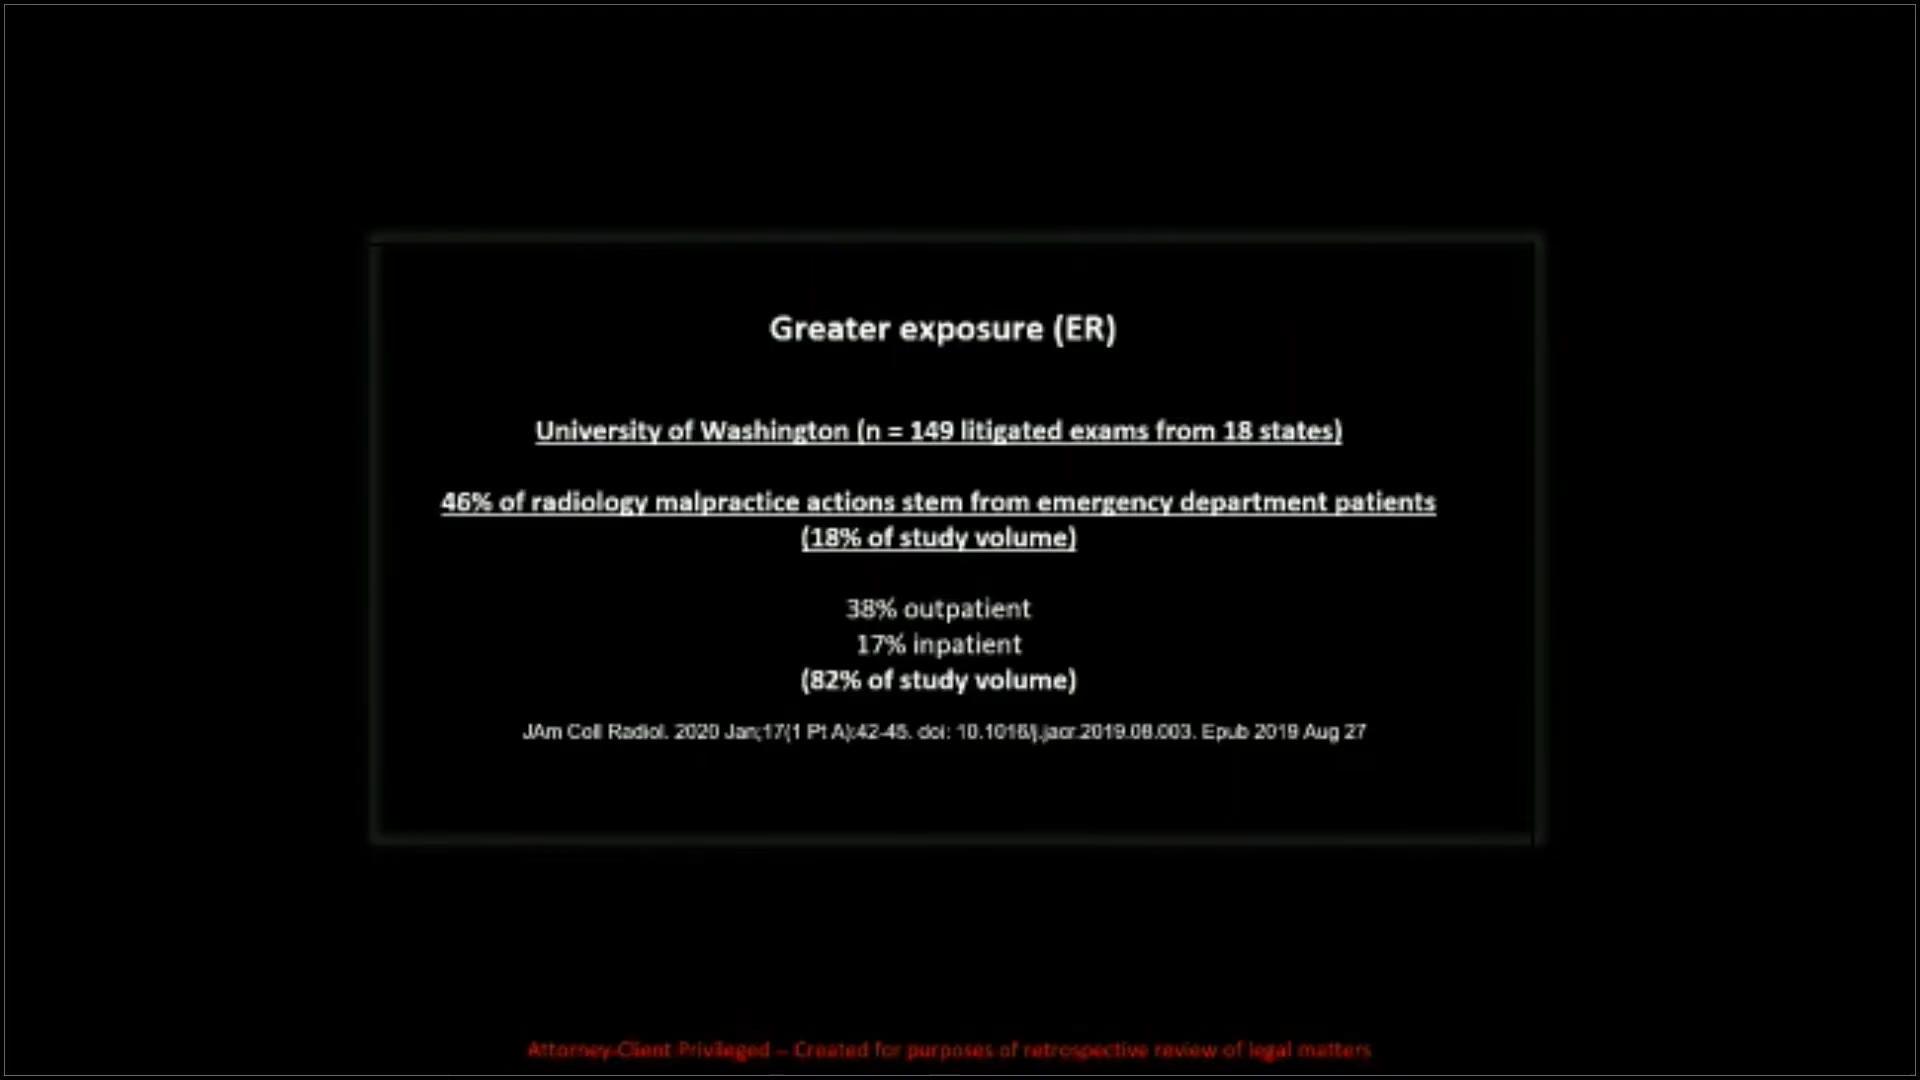 Greater exposure (ER)
University of Washington (n = 149 litigated exams from 18 states)
46% of radiology malpractice actions stem from emergency department patients
(18% of study volume)
38% outpatient
17% inpatient
(82% of study volume)
JAm Coll Radiol. 2020 Jan;17(1 Pt A):42-45. doi: 10.1016/j.jacr.2019.08.003. Epub 2019 Aug 27
Attorney-Client Privileged – Created for purposes of retrospective review of legal matters